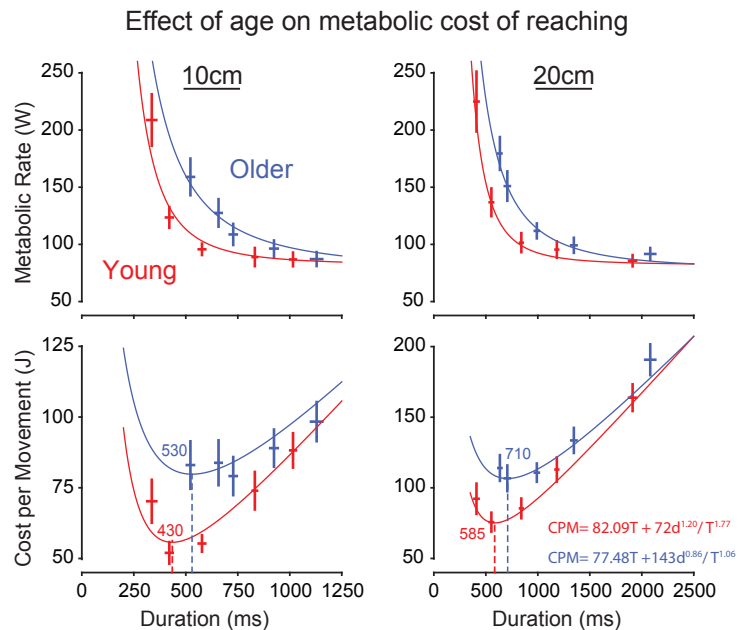 Effect of age on metabolic cost of reaching
10cm
20cm
Metabolic Rate (W)
250
200
150
100
50
250
200
150
100
50
Older
Young
Cost per Movement (J)
125
100
75
50
530
430
0 250 500 750 1000 1250
Duration (ms)
200
150
100
50
710
585
CPM= 82.09T + 72d^1.20/ T^1.77
CPM= 77.48T +143d^0.86/ T^1.06
0 500 1000 1500 2000 2500
Duration (ms)